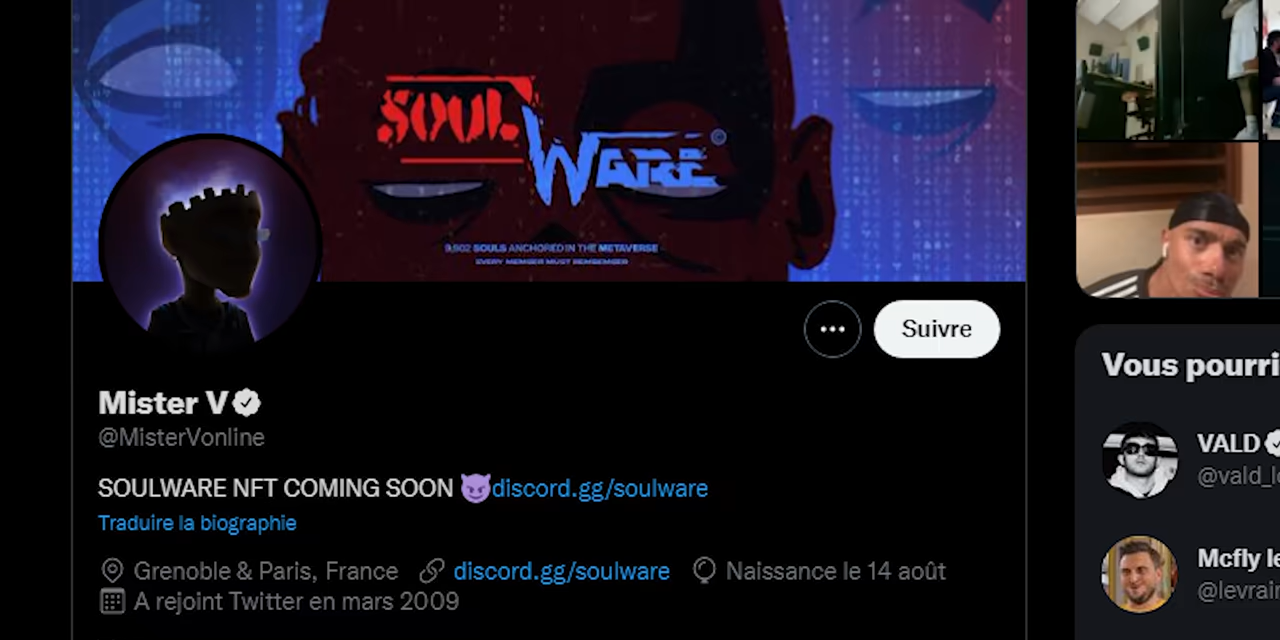 SOUL
WARE
9,902 SOULS ANCHORED IN THE METAVERSE
EVERY MEMBER MUST REMEMBER
Suivre
Mister V
@MisterVonline
SOULWARE NFT COMING SOON 😈discord.gg/soulware
Traduire la biographie
Grenoble & Paris, France discord.gg/soulware Naissance le 14 août
A rejoint Twitter en mars 2009
Vous pourri
VALD
@vald_l
Mcfly le
@levrair